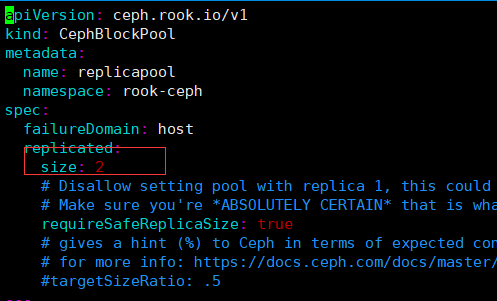 apiVersion: ceph.rook.io/v1
kind: CephBlockPool
metadata:
  name: replicapool
  namespace: rook-ceph
spec:
  failureDomain: host
  replicated:
    size: 2
    # Disallow setting pool with replica 1, this could
    # Make sure you're *ABSOLUTELY CERTAIN* that is wha
    requireSafeReplicaSize: true
    # gives a hint (%) to Ceph in terms of expected con
    # for more info: https://docs.ceph.com/docs/master/
    #targetSizeRatio: .5
---